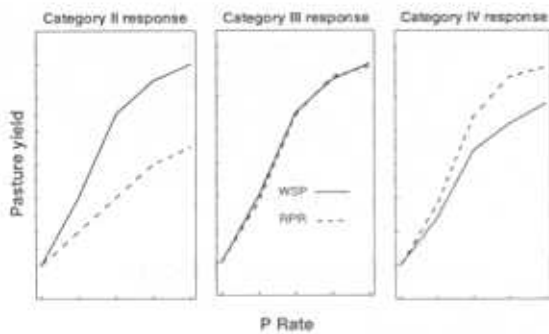 Category II response
Category III response
Category IV response
Pasture yield
WSP
RPR
P Rate